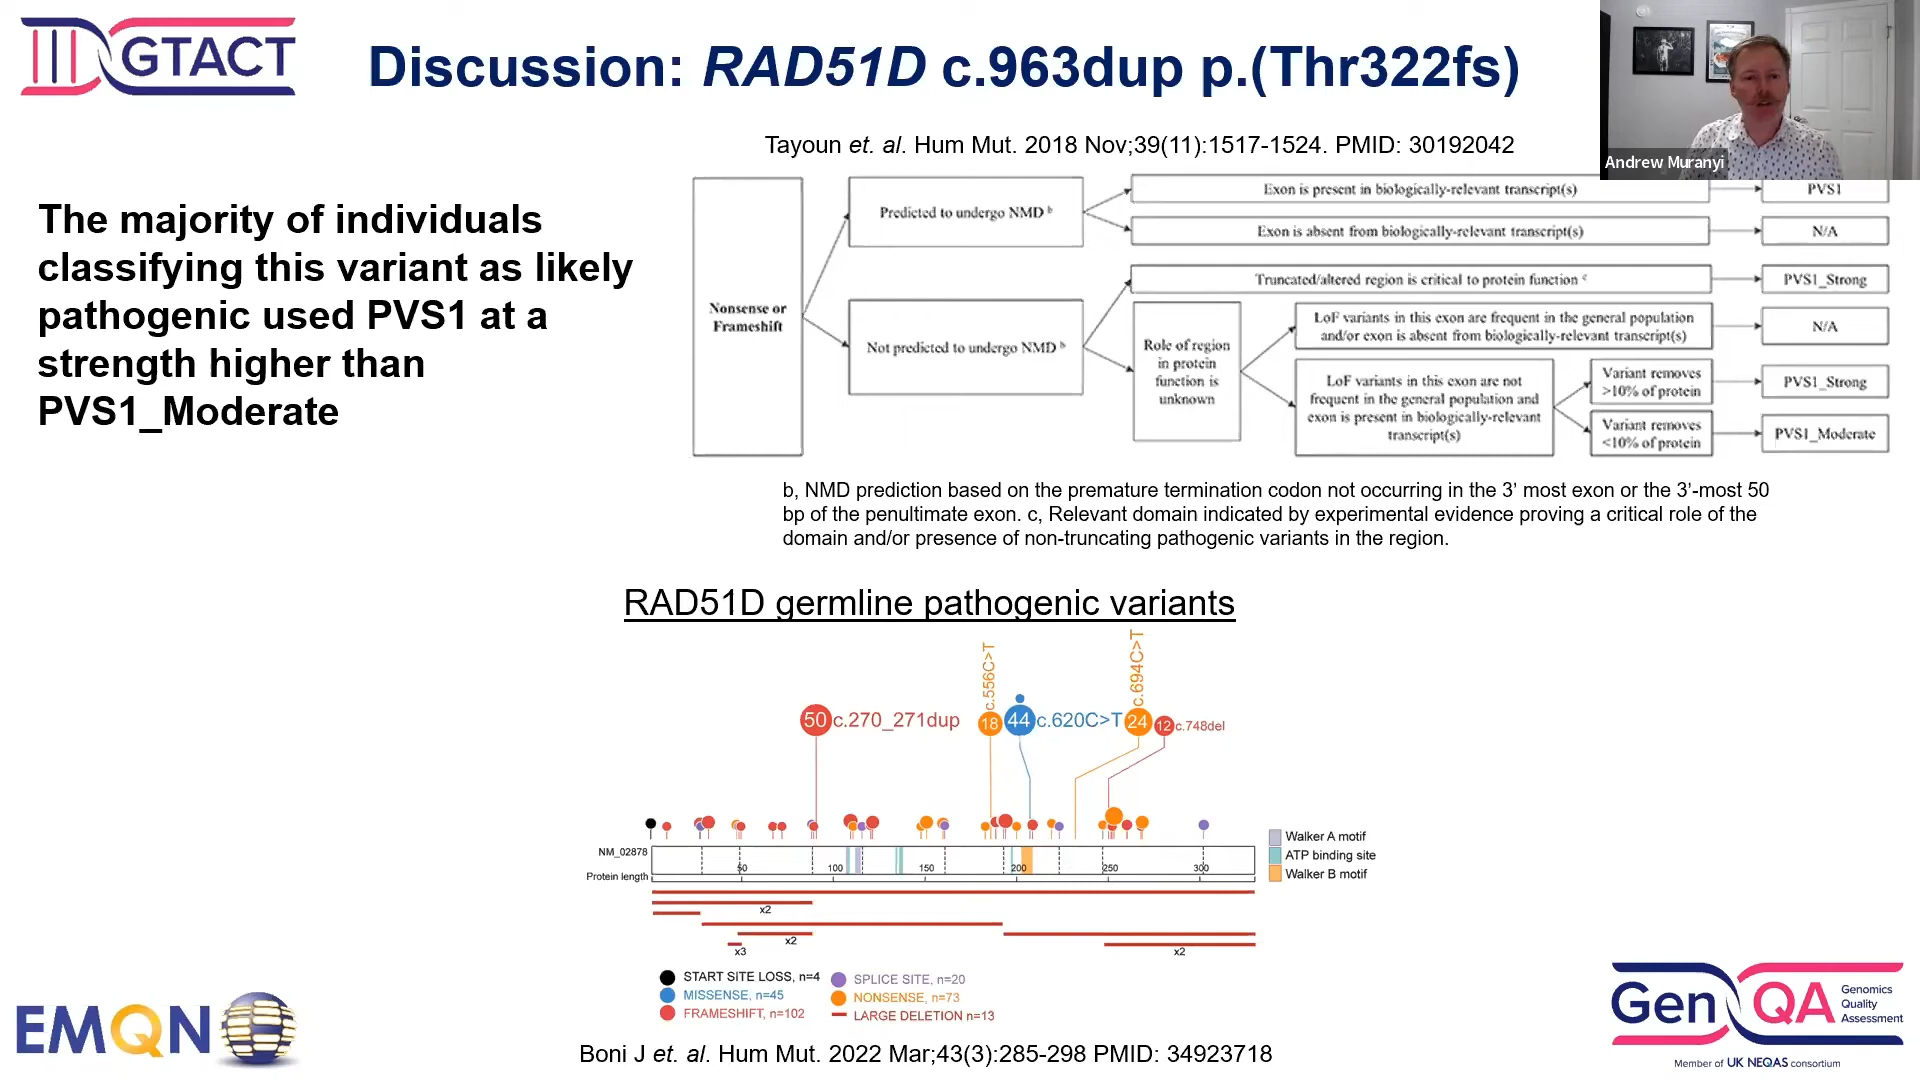 GTACT
Discussion: RAD51D c.963dup p.(Thr322fs)
Andrew Muranyi
Tayoun et. al. Hum Mut. 2018 Nov;39(11):1517-1524. PMID: 30192042
The majority of individuals
classifying this variant as likely
pathogenic used PVS1 at a
strength higher than
PVS1_Moderate
Nonsense or
Frameshift
Predicted to undergo NMD b
Exon is present in biologically-relevant transcript(s)
PVS1
Exon is absent from biologically-relevant transcript(s)
N/A
Not predicted to undergo NMD b
Truncated/altered region is critical to protein function c
PVS1_Strong
Role of region
in protein
function is
unknown
LoF variants in this exon are frequent in the general population
and/or exon is absent from biologically-relevant transcript(s)
N/A
LoF variants in this exon are not
frequent in the general population and
exon is present in biologically-relevant
transcript(s)
Variant removes
>10% of protein
PVS1_Strong
Variant removes
<10% of protein
PVS1_Moderate
b, NMD prediction based on the premature termination codon not occurring in the 3’ most exon or the 3’-most 50
bp of the penultimate exon. c, Relevant domain indicated by experimental evidence proving a critical role of the
domain and/or presence of non-truncating pathogenic variants in the region.
RAD51D germline pathogenic variants
c.556C>T
c.694C>T
50 c.270_271dup
18
44 c.620C>T
24
12 c.748del
NM_02878
Protein length
50
100
150
200
250
300
Walker A motif
ATP binding site
Walker B motif
x2
x2
x3
x2
START SITE LOSS, n=4
MISSENSE, n=45
FRAMESHIFT, n=102
SPLICE SITE, n=20
NONSENSE, n=73
LARGE DELETION n=13
Boni J et. al. Hum Mut. 2022 Mar;43(3):285-298 PMID: 34923718
EMQN
GenQA
Genomics
Quality
Assessment
Member of UK NEQAS consortium